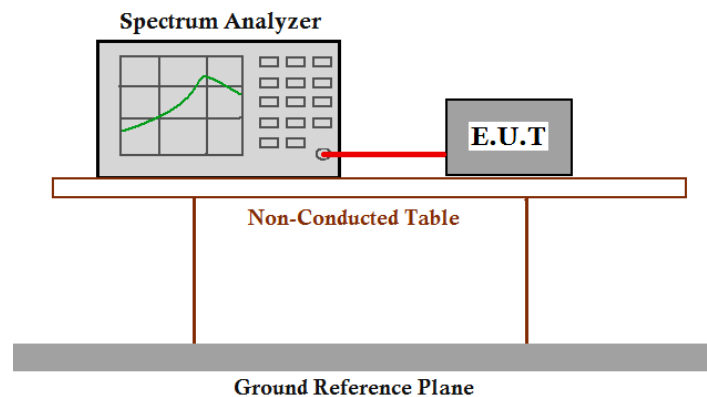 Spectrum Analyzer
E.U.T
Non-Conducted Table
Ground Reference Plane